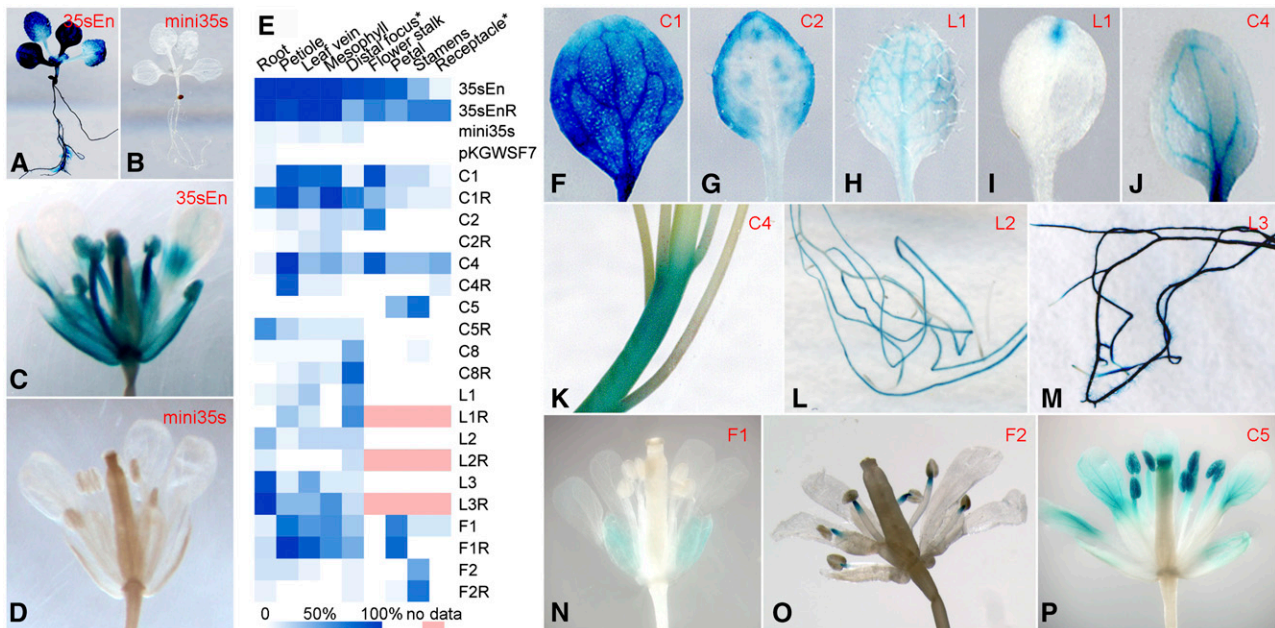 35sEn
A
mini35s
B
35sEn
C
mini35s
D
E
Root
Petiole
Leaf vein
Mesophyll
Distal focus*
Flower stalk
Petal
Stamens
Receptacle*
35sEn
35sEnR
mini35s
pKGWSF7
C1
C1R
C2
C2R
C4
C4R
C5
C5R
C8
C8R
L1
L1R
L2
L2R
L3
L3R
F1
F1R
F2
F2R
0 50% 100% no data
C1
F
C2
G
L1
H
L1
I
C4
J
C4
K
L2
L
L3
M
F1
N
F2
O
C5
P